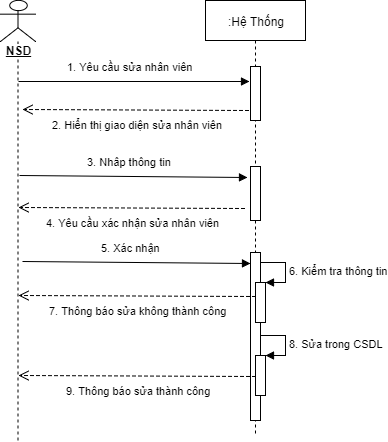 :Hệ Thống
NSD
1. Yêu cầu sửa nhân viên
2. Hiển thị giao diện sửa nhân viên
3. Nhâp thông tin
4. Yêu cầu xác nhận sửa nhân viên
5. Xác nhận
6. Kiểm tra thông tin
7. Thông báo sửa không thành công
8. Sửa trong CSDL
9. Thông báo sửa thành công